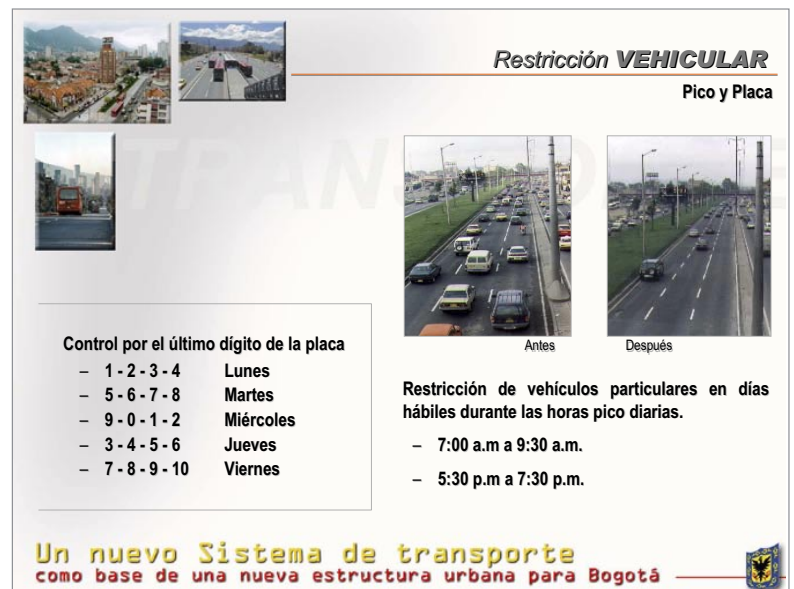 Restricción VEHICULAR
Pico y Placa
Antes
Después
Control por el último dígito de la placa
– 1 - 2 - 3 - 4 Lunes
– 5 - 6 - 7 - 8 Martes
– 9 - 0 - 1 - 2 Miércoles
– 3 - 4 - 5 - 6 Jueves
– 7 - 8 - 9 - 10 Viernes
Restricción de vehículos particulares en días
hábiles durante las horas pico diarias.
– 7:00 a.m a 9:30 a.m.
– 5:30 p.m a 7:30 p.m.
Un nuevo Sistema de transporte
como base de una nueva estructura urbana para Bogotá